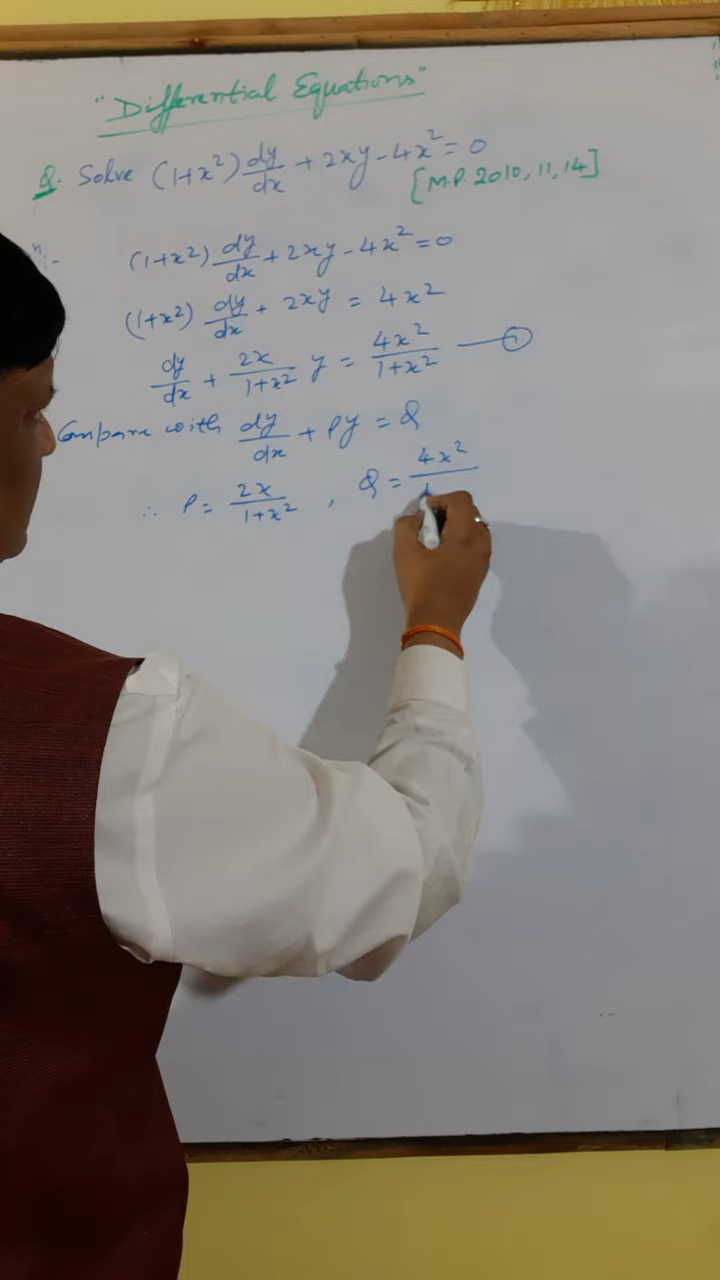 "Differential Equations"
Q. Solve (1+x²) dy/dx + 2xy - 4x² = 0
[M.P. 2010, 11, 14]
(1+x²) dy/dx + 2xy - 4x² = 0
(1+x²) dy/dx + 2xy = 4x²
dy/dx + 2x/1+x² y = 4x²/1+x² — ①
Compare with dy/dx + Py = Q
∴ P = 2x/1+x² , Q = 4x²/